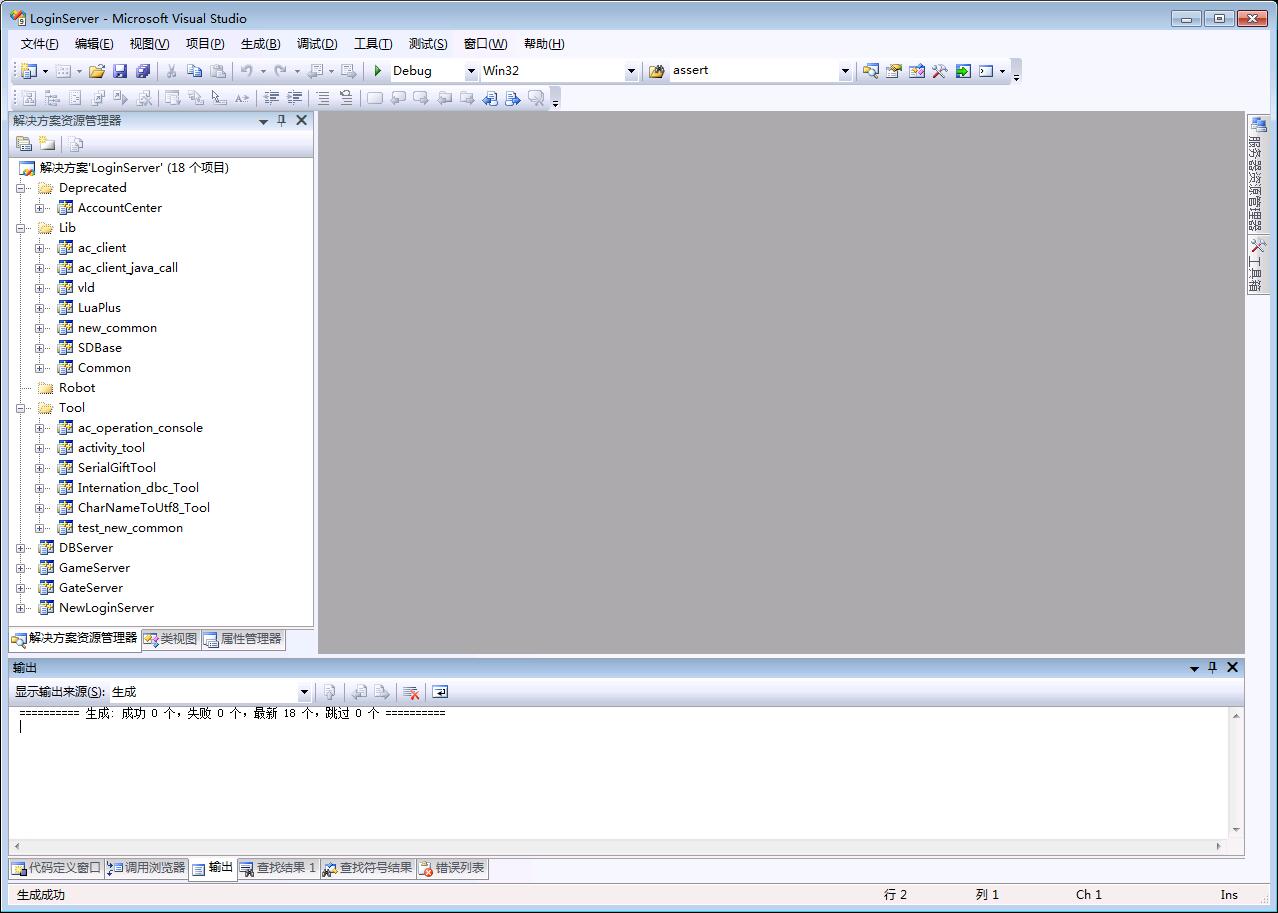 LoginServer - Microsoft Visual Studio
文件(F) 编辑(E) 视图(V) 项目(P) 生成(B) 调试(D) 工具(T) 测试(S) 窗口(W) 帮助(H)
Debug Win32 assert
解决方案资源管理器
解决方案'LoginServer' (18 个项目)
Deprecated
AccountCenter
Lib
ac_client
ac_client_java_call
vld
LuaPlus
new_common
SDBase
Common
Robot
Tool
ac_operation_console
activity_tool
SerialGiftTool
Internation_dbc_Tool
CharNameToUtf8_Tool
test_new_common
DBServer
GameServer
GateServer
NewLoginServer
解决方案资源管理器 类视图 属性管理器
服务器资源管理器
工具箱
输出
显示输出来源(S): 生成
========== 生成: 成功 0 个，失败 0 个，最新 18 个，跳过 0 个 ==========
代码定义窗口 调用浏览器 输出 查找结果 1 查找符号结果 错误列表
生成成功 行 2 列 1 Ch 1 Ins